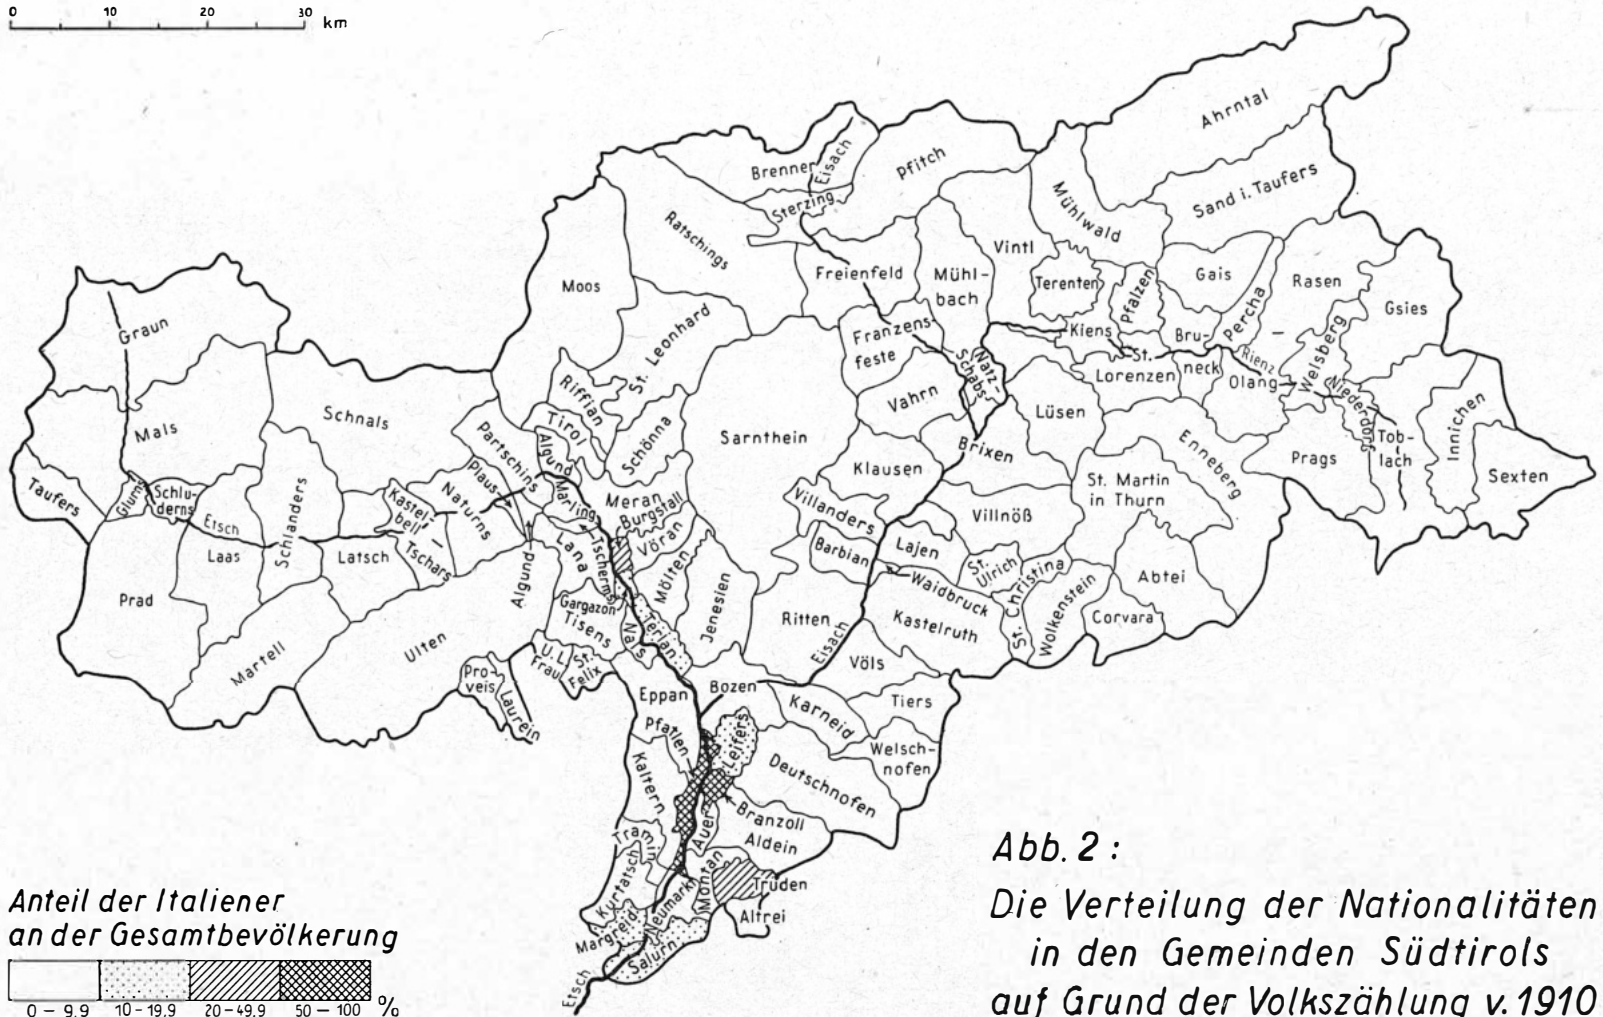 0 10 20 30 km
Ahrntal
Brenner
Eisach
Pfitch
Sterzing
Mühlwald
Sand i. Taufers
Ratschings
Moos
Freienfeld
Mühl-
bach
Vintl
Terenten
Pfalzen
Gais
Percha
Rasen
Gsies
Graun
St. Leonhard
Franzens-
feste
Natz-
Schabs
Kiens
St.
Lorenzen
Bru-
neck
Rienz
Olang
Welsberg
Niederdorf
Riffian
Tirol
Schönna
Sarnthein
Vahrn
Lüsen
Mals
Schnals
Partschins
Algund
Marling
Meran
Burgstall
Vöran
Klausen
Brixen
Enneberg
St. Martin
in Thurn
Prags
Tob-
lach
Innichen
Sexten
Taufers
Glurns
Schlu-
derns
Etsch
Laas
Schlanders
Kastel-
bell -
Tschars
Latsch
Naturns
Plaus
Lana
Tscherms
Mölten
Jenesien
Villanders
Barbian
Villnöß
Lajen
Waidbruck
St.
Ulrich
St. Christina
Wolkenstein
Abtei
Corvara
Prad
Martell
Ulten
Algund
Gargazon
Tisens
Nals
Terlan
Ritten
Eisach
Kastelruth
Völs
Pro-
veis
Laurein
U. L.
Frau
St.
Felix
Eppan
Bozen
Karneid
Tiers
Welsch-
nofen
Pfatten
Leifers
Deutschnofen
Kaltern
Branzoll
Auer
Aldein
Tramin
Kurtatsch
Montan
Truden
Margreid
Neumarkt
Altrei
Salurn
Etsch
Anteil der Italiener
an der Gesamtbevölkerung
0 - 9,9 10 - 19,9 20 - 49,9 50 - 100 %
Abb. 2 :
Die Verteilung der Nationalitäten
in den Gemeinden Südtirols
auf Grund der Volkszählung v. 1910